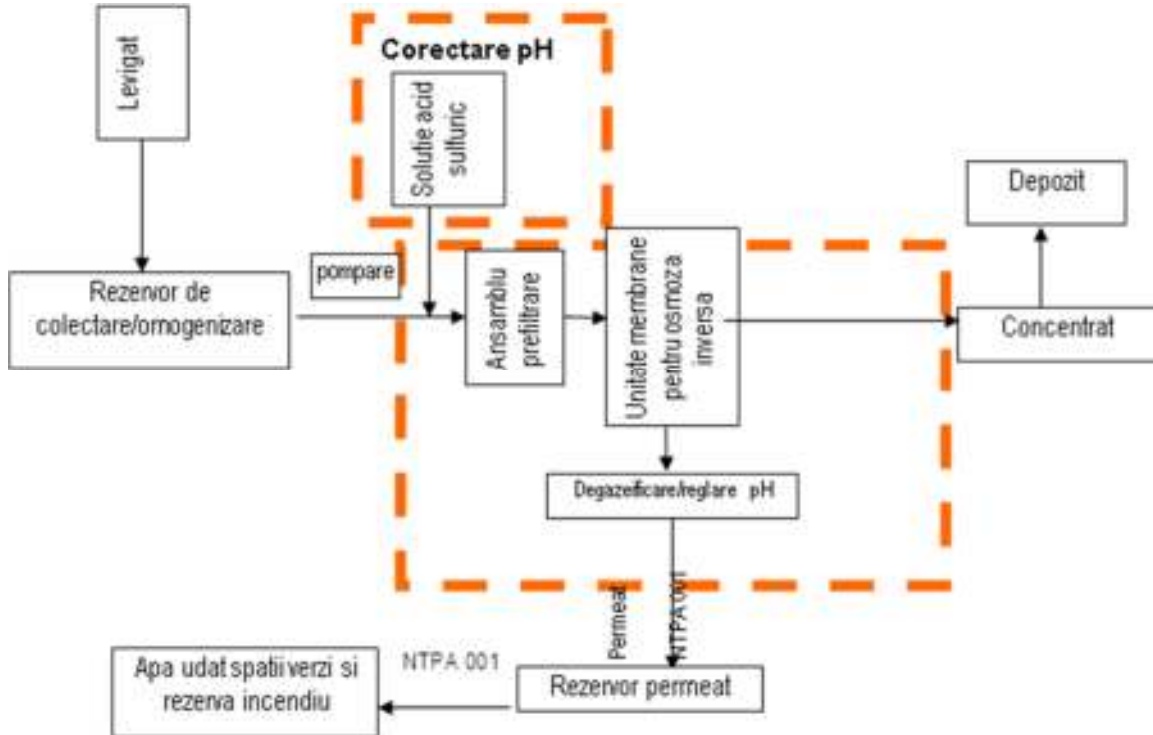 Levigat
Corectare pH
Solutie acid
sulfuric
Depozit
pompare
Rezervor de
colectare/omogenizare
Ansamblu
prefiltrare
Unitate membrane
pentru osmoza
inversa
Concentrat
Degazeificare/reglare pH
Permeat
NTPA 001
Apa udat spatii verzi si
rezerva incendiu
NTPA 001
Rezervor permeat